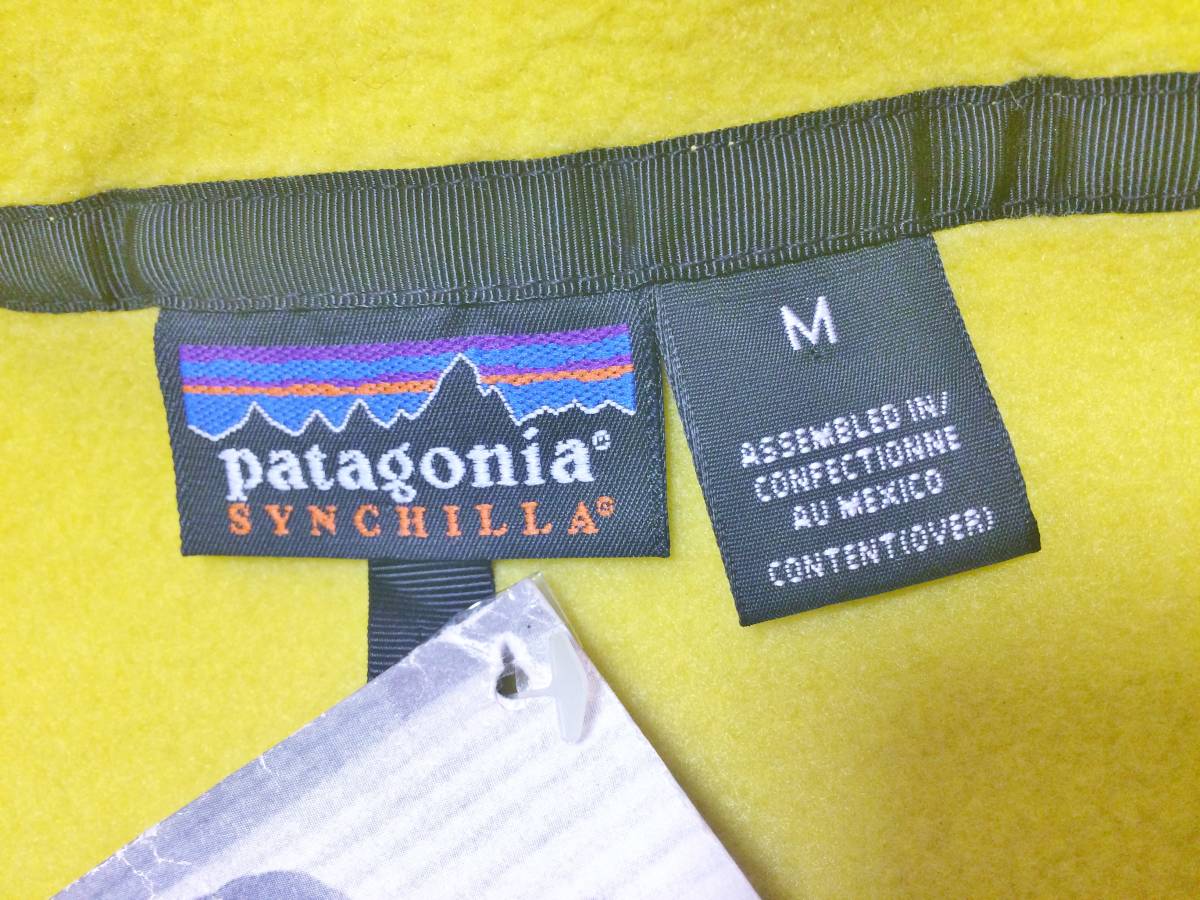 patagonia®
SYNCHILLA®
M
ASSEMBLED IN/
CONFECTIONNE
AU MEXICO
CONTENT(OVER)